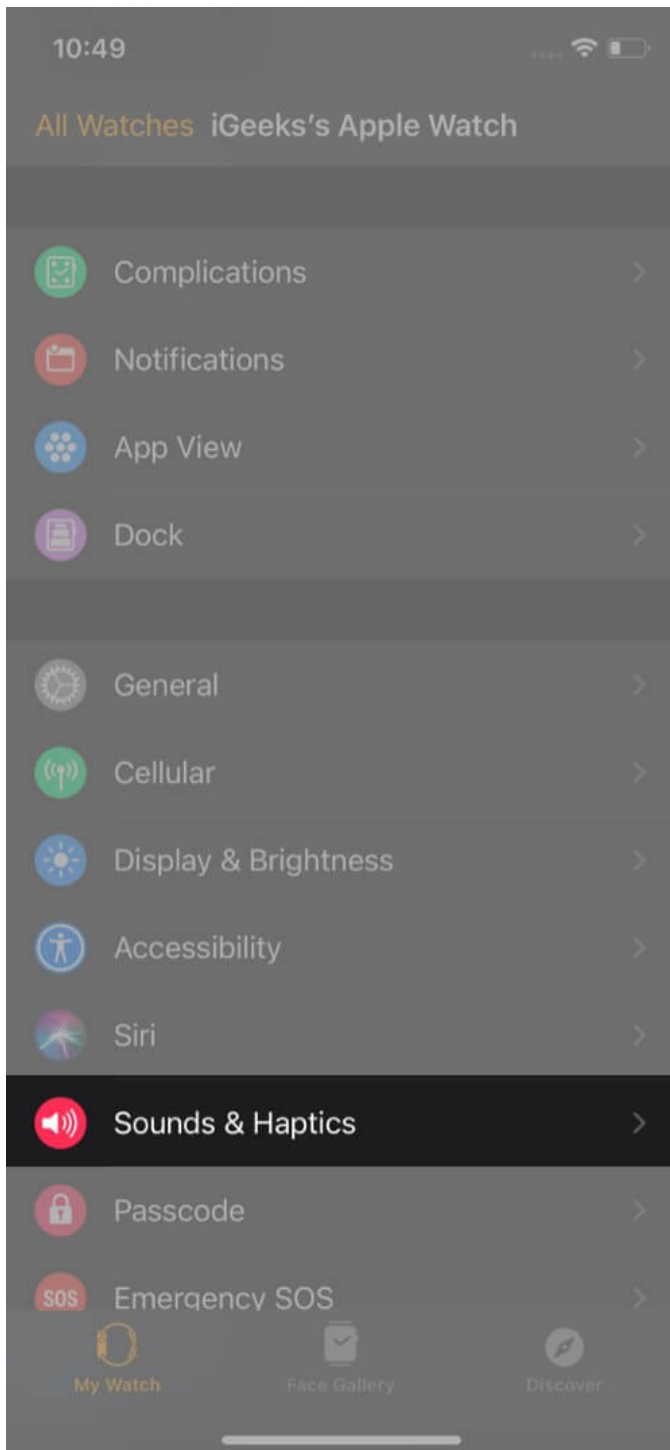 10:49
All Watches iGeeks's Apple Watch
Complications
Notifications
App View
Dock
General
Cellular
Display & Brightness
Accessibility
Siri
Sounds & Haptics
Passcode
SOS Emergency SOS
My Watch Face Gallery Discover